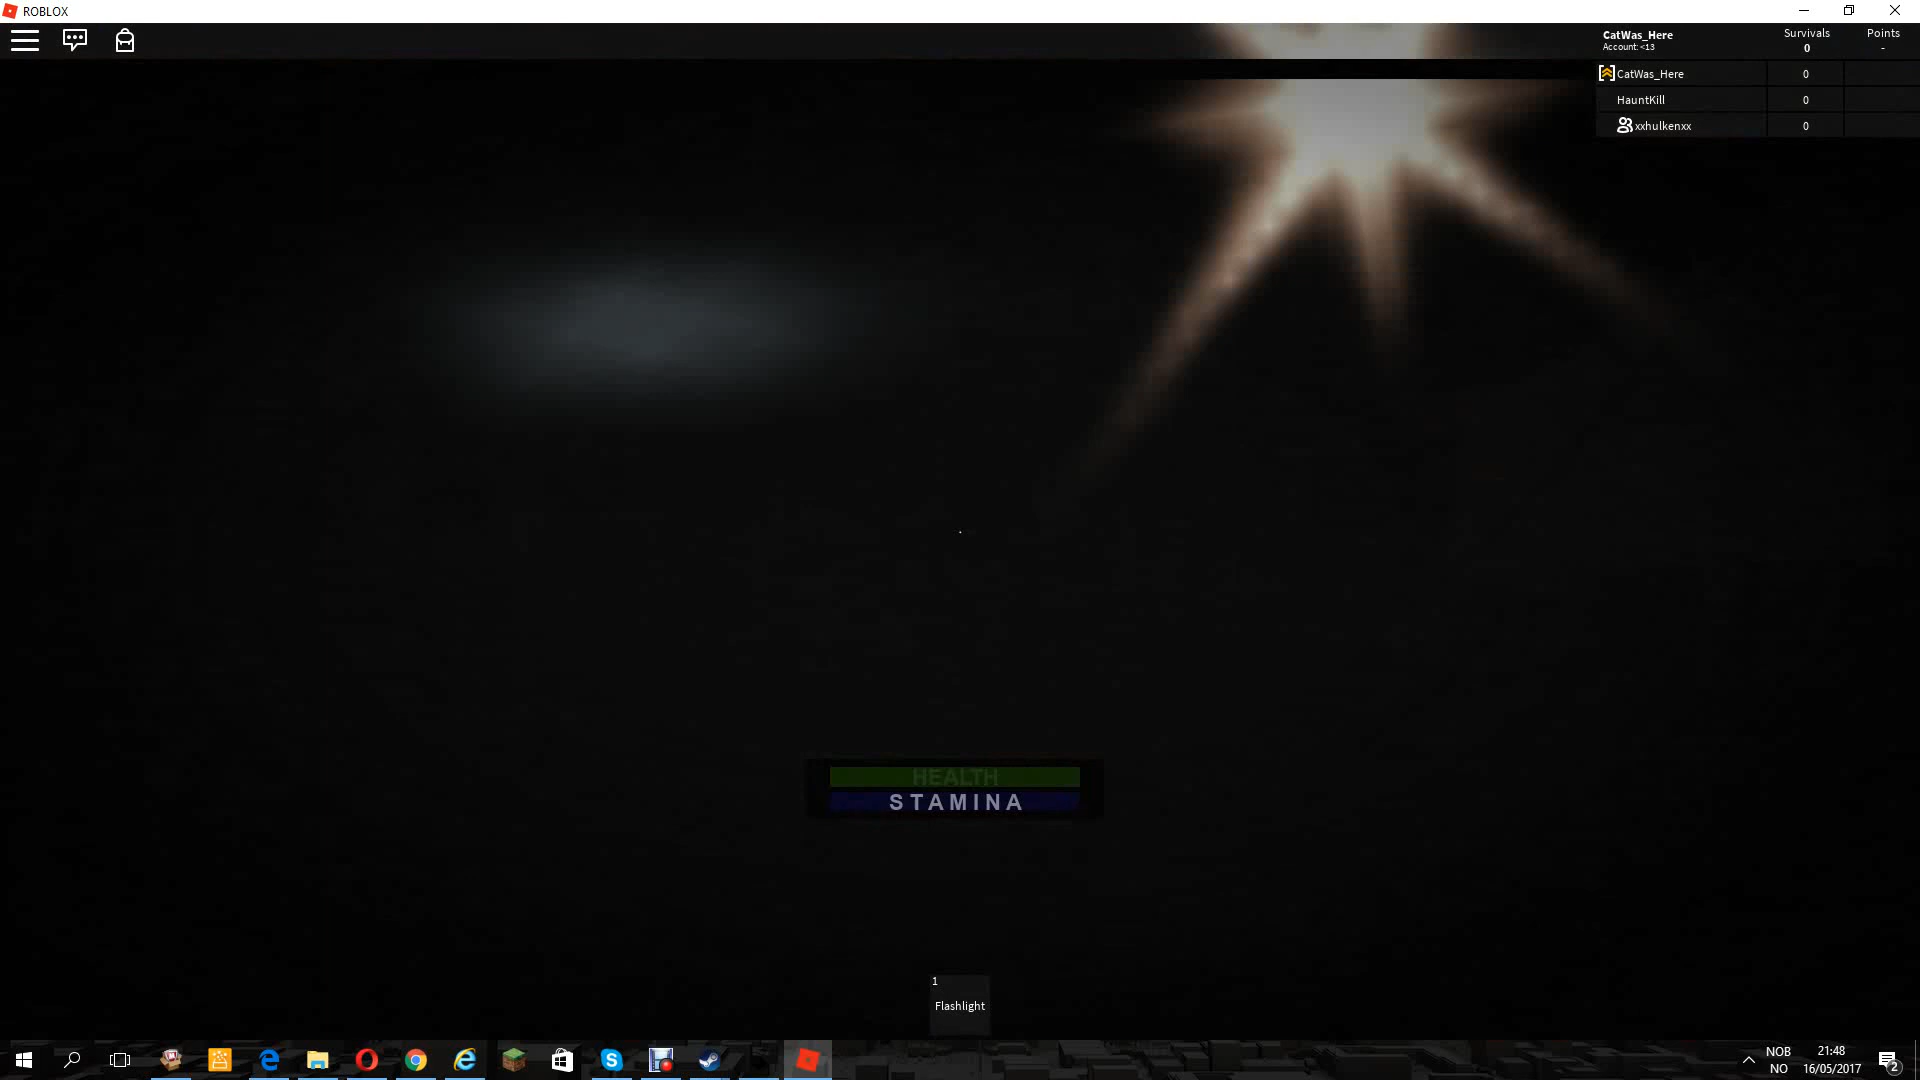 ROBLOX
CatWas_Here Survivals Points
Account: <13 0 -
CatWas_Here 0
HauntKill 0
xxhulkenxx 0
HEALTH
STAMINA
1
Flashlight
NOB 21:48
NO 16/05/2017
2